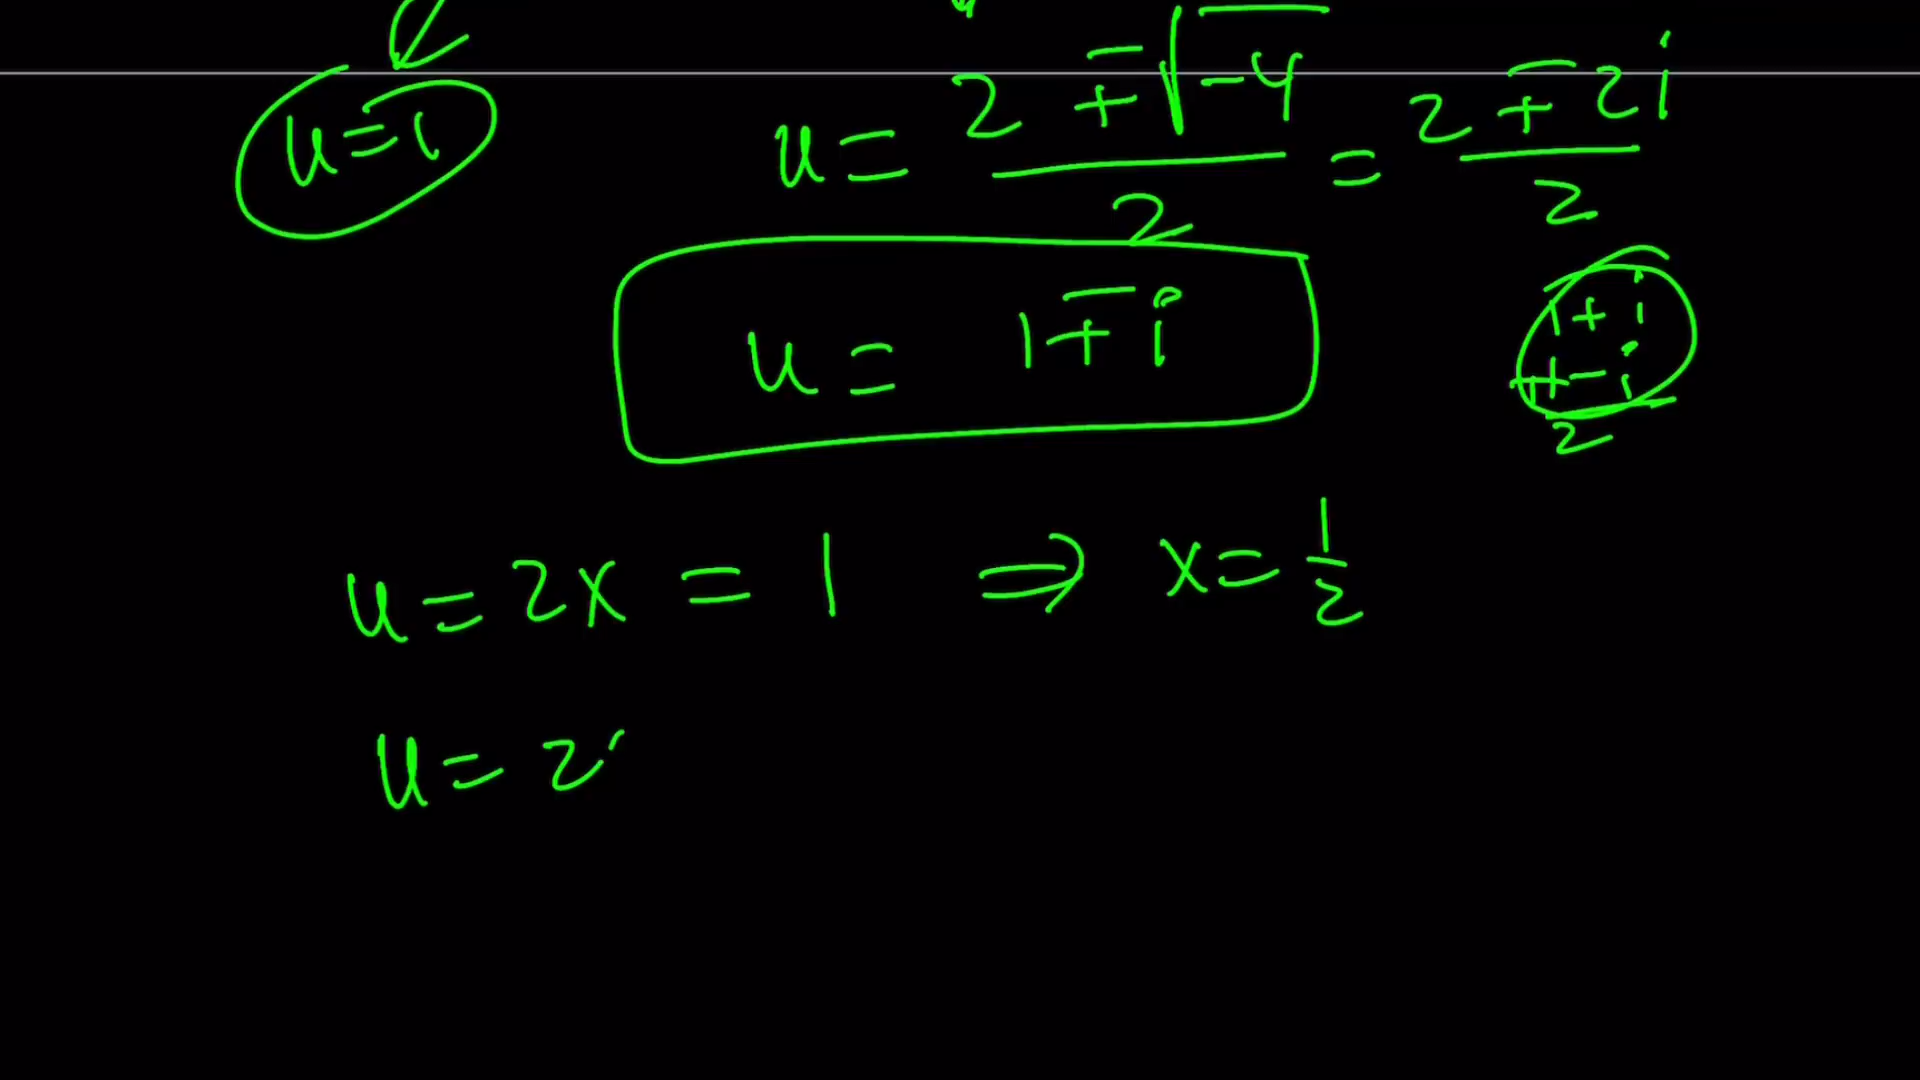 u=1
u= (2 ∓ √-4)/2 = (2 ∓ 2i)/2
u= 1 ∓ i
1+i
1-i
2
u=2x = 1 ⇒ x= 1/2
u= 2